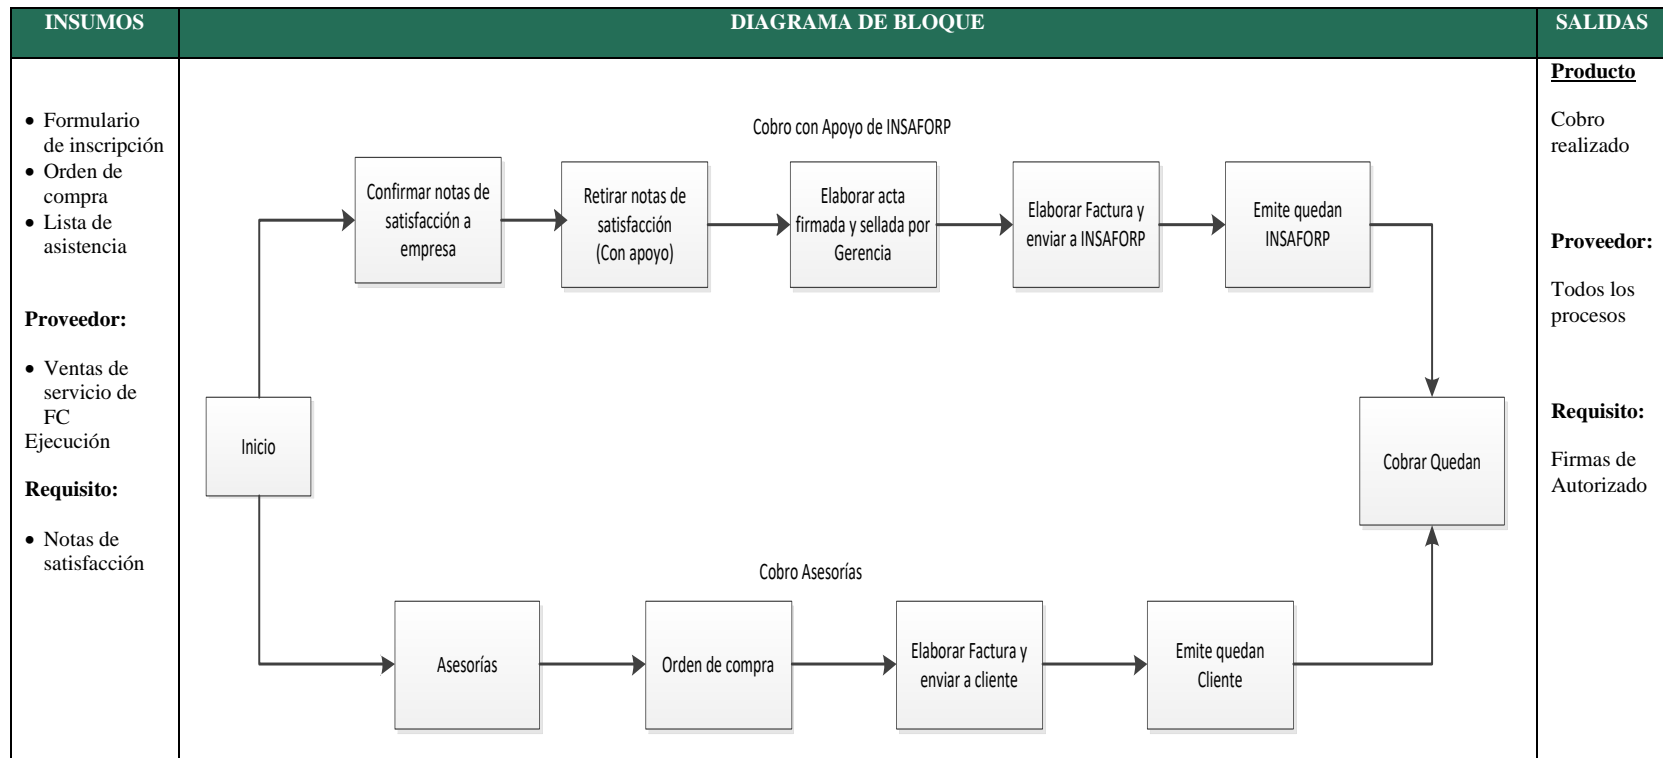 INSUMOS
DIAGRAMA DE BLOQUE
SALIDAS
• Formulario
de inscripción
• Orden de
compra
• Lista de
asistencia
Proveedor:
• Ventas de
servicio de
FC
Ejecución
Requisito:
• Notas de
satisfacción
Cobro con Apoyo de INSAFORP
Confirmar notas de
satisfacción a
empresa
Retirar notas de
satisfacción
(Con apoyo)
Elaborar acta
firmada y sellada por
Gerencia
Elaborar Factura y
enviar a INSAFORP
Emite quedan
INSAFORP
Inicio
Cobrar Quedan
Cobro Asesorías
Asesorías
Orden de compra
Elaborar Factura y
enviar a cliente
Emite quedan
Cliente
Producto
Cobro
realizado
Proveedor:
Todos los
procesos
Requisito:
Firmas de
Autorizado